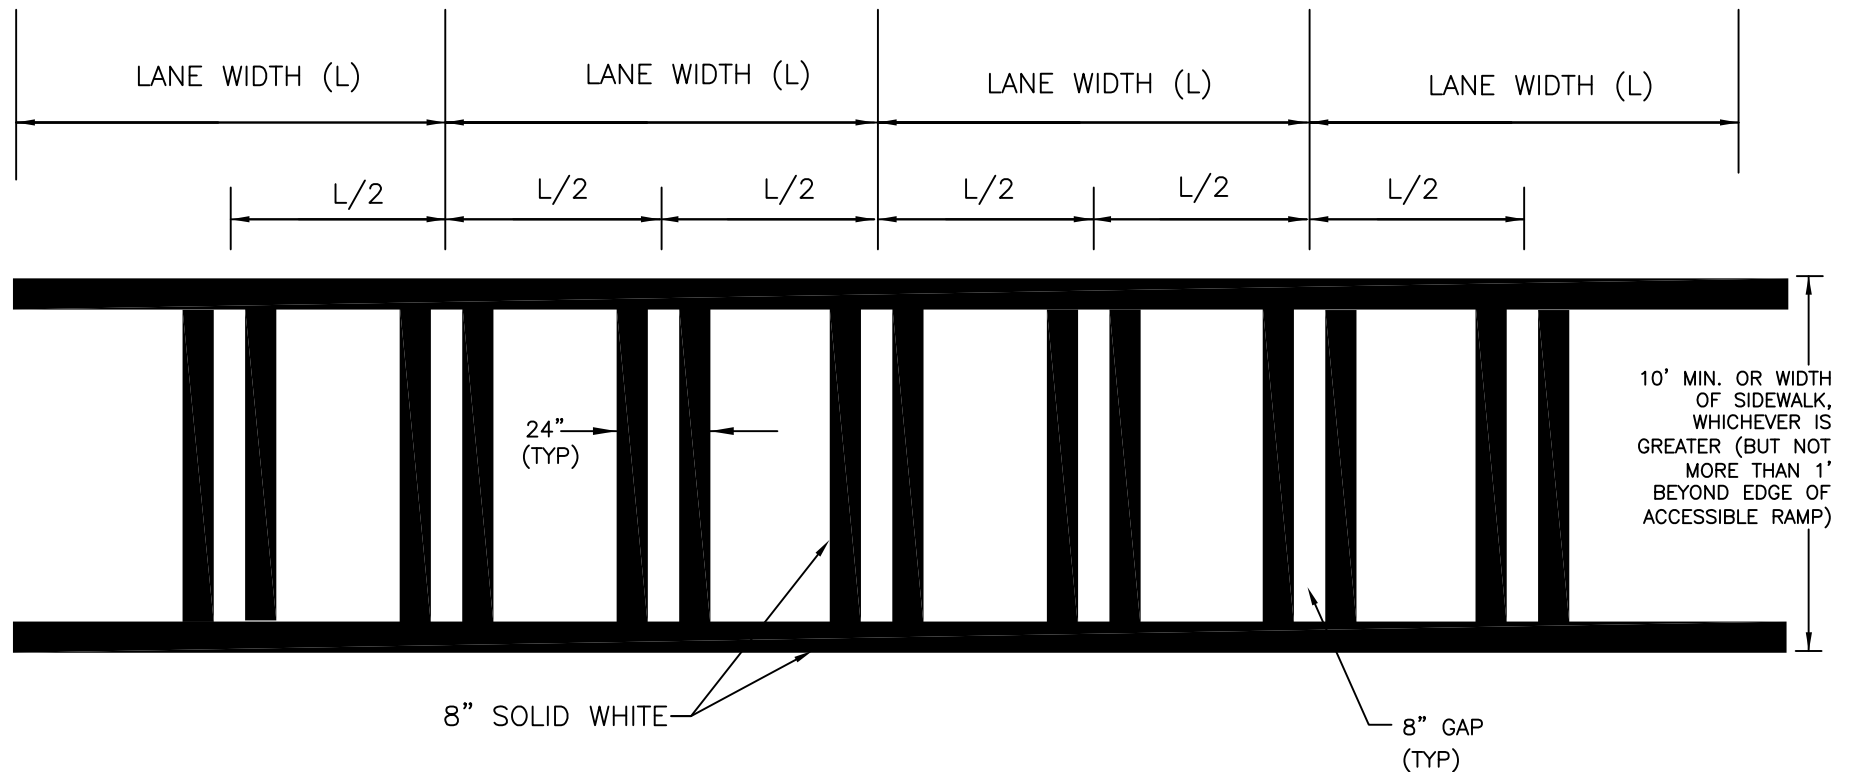 LANE WIDTH (L)
LANE WIDTH (L)
LANE WIDTH (L)
LANE WIDTH (L)
L/2
L/2
L/2
L/2
L/2
L/2
24”
(TYP)
10’ MIN. OR WIDTH
OF SIDEWALK,
WHICHEVER IS
GREATER (BUT NOT
MORE THAN 1’
BEYOND EDGE OF
ACCESSIBLE RAMP)
8” SOLID WHITE
8” GAP
(TYP)